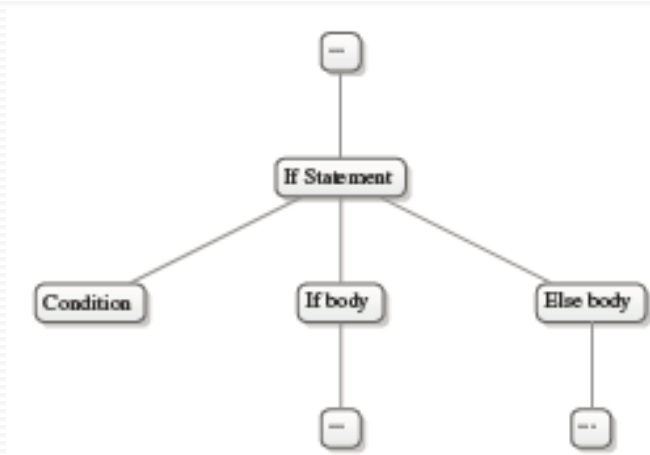 ...
If Statement
Condition
If body
Else body
...
...